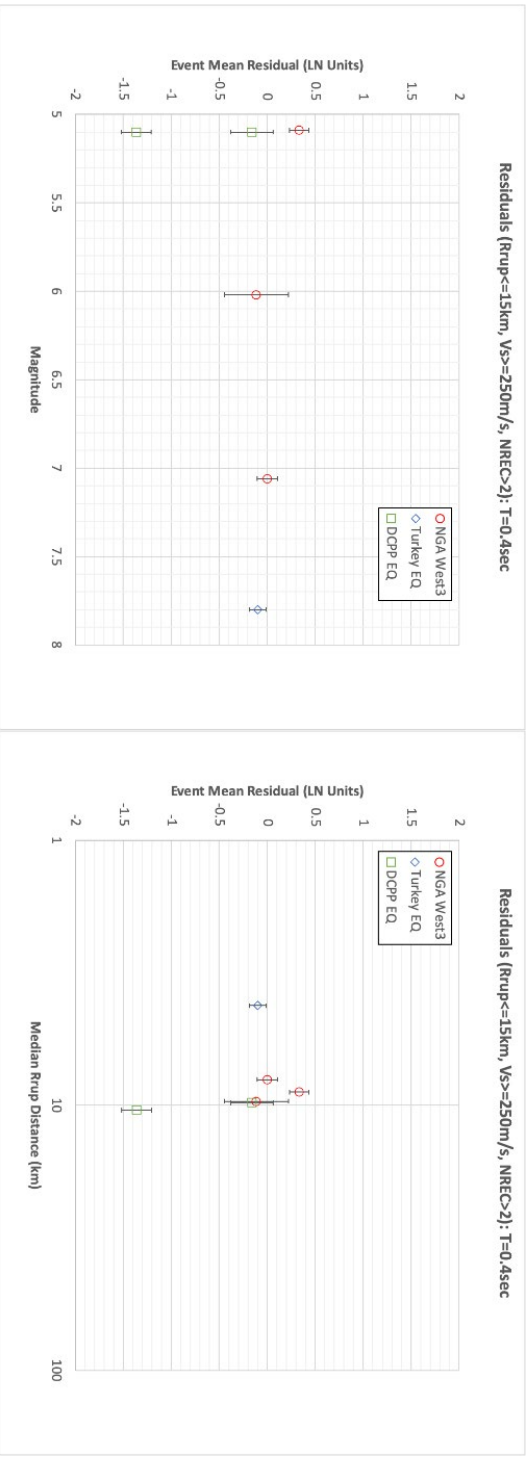 Residuals (Rrup<=15km, Vs>=250m/s, NREC>2): T=0.4sec
Event Mean Residual (LN Units)
2
1.5
1
0.5
0
-0.5
-1
-1.5
-2
5
5.5
6
6.5
7
7.5
8
Magnitude
NGA West3
Turkey EQ
DCPP EQ
Residuals (Rrup<=15km, Vs>=250m/s, NREC>2): T=0.4sec
Event Mean Residual (LN Units)
2
1.5
1
0.5
0
-0.5
-1
-1.5
-2
1
10
100
Median Rrup Distance (km)
NGA West3
Turkey EQ
DCPP EQ